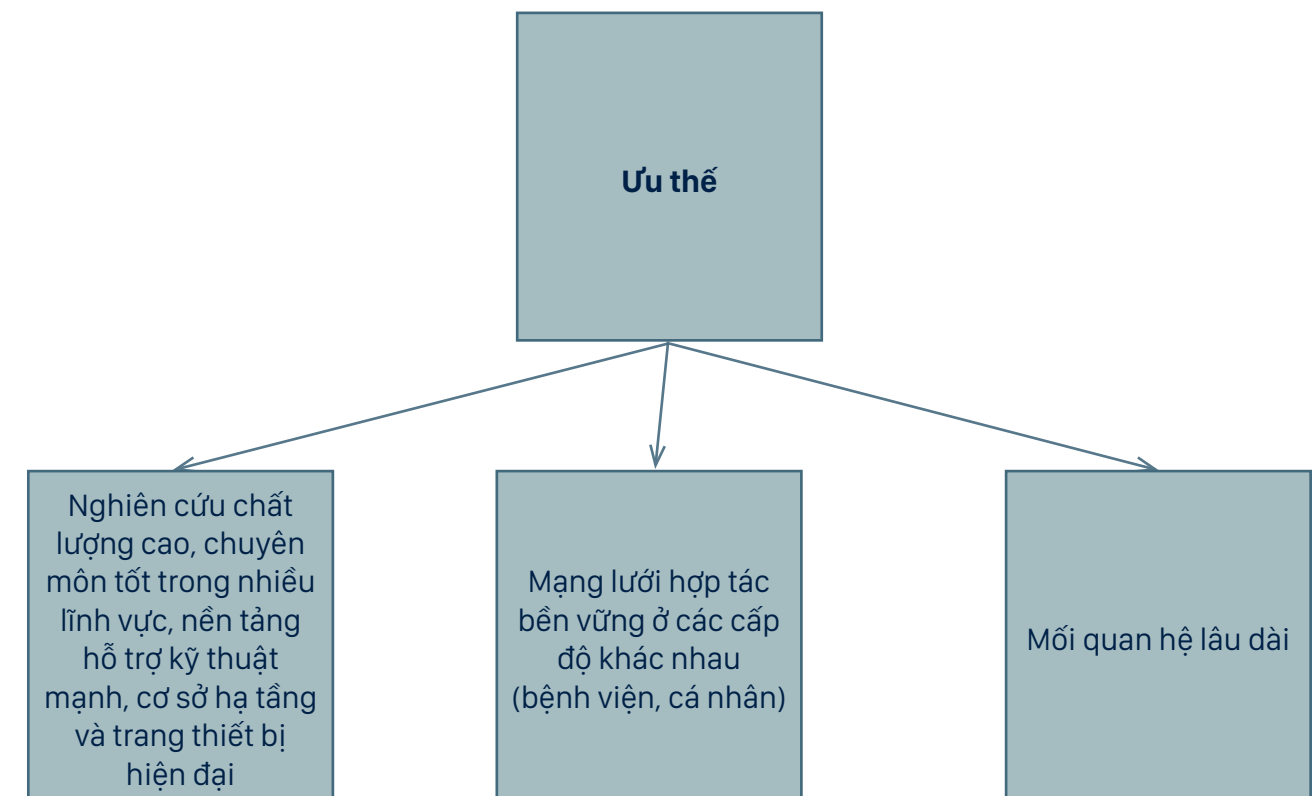 Ưu thế
Nghiên cứu chất
lượng cao, chuyên
môn tốt trong nhiều
lĩnh vực, nền tảng
hỗ trợ kỹ thuật
mạnh, cơ sở hạ tầng
và trang thiết bị
hiện đại
Mạng lưới hợp tác
bền vững ở các cấp
độ khác nhau
(bệnh viện, cá nhân)
Mối quan hệ lâu dài